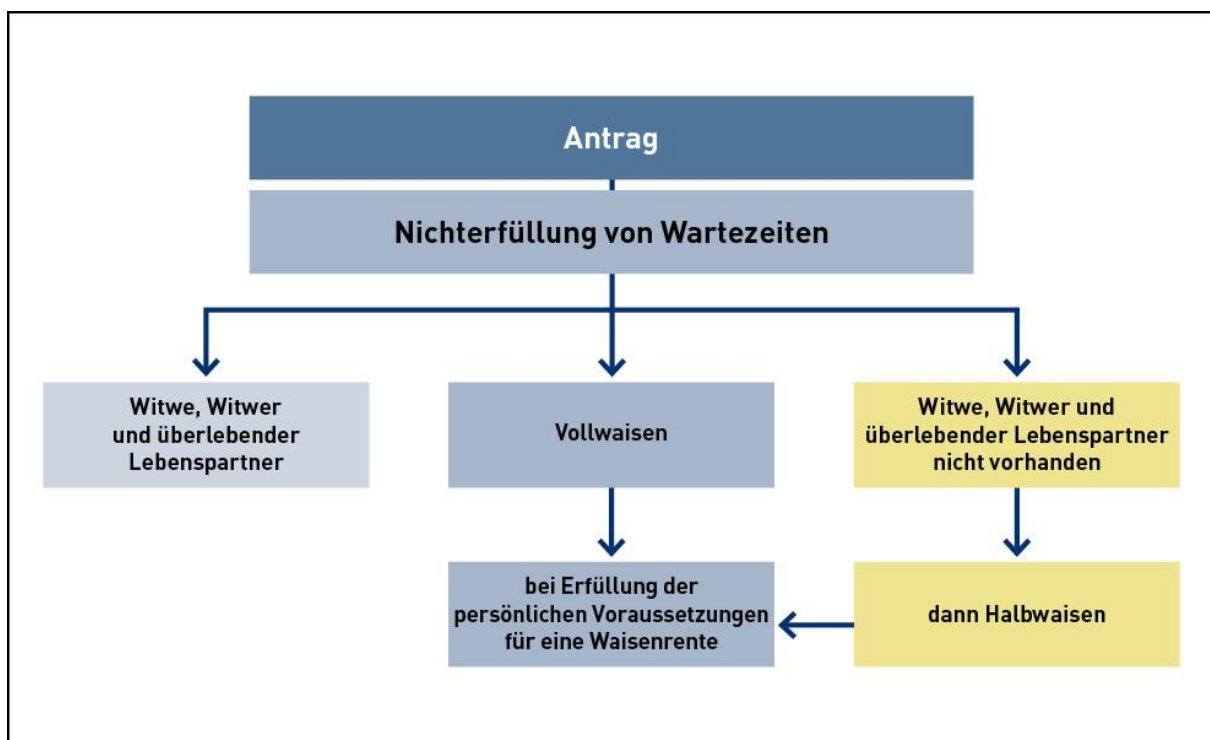 Antrag
Nichterfüllung von Wartezeiten
Witwe, Witwer
und überlebender
Lebenspartner
Vollwaisen
Witwe, Witwer und
überlebender Lebenspartner
nicht vorhanden
bei Erfüllung der
persönlichen Voraussetzungen
für eine Waisenrente
dann Halbwaisen